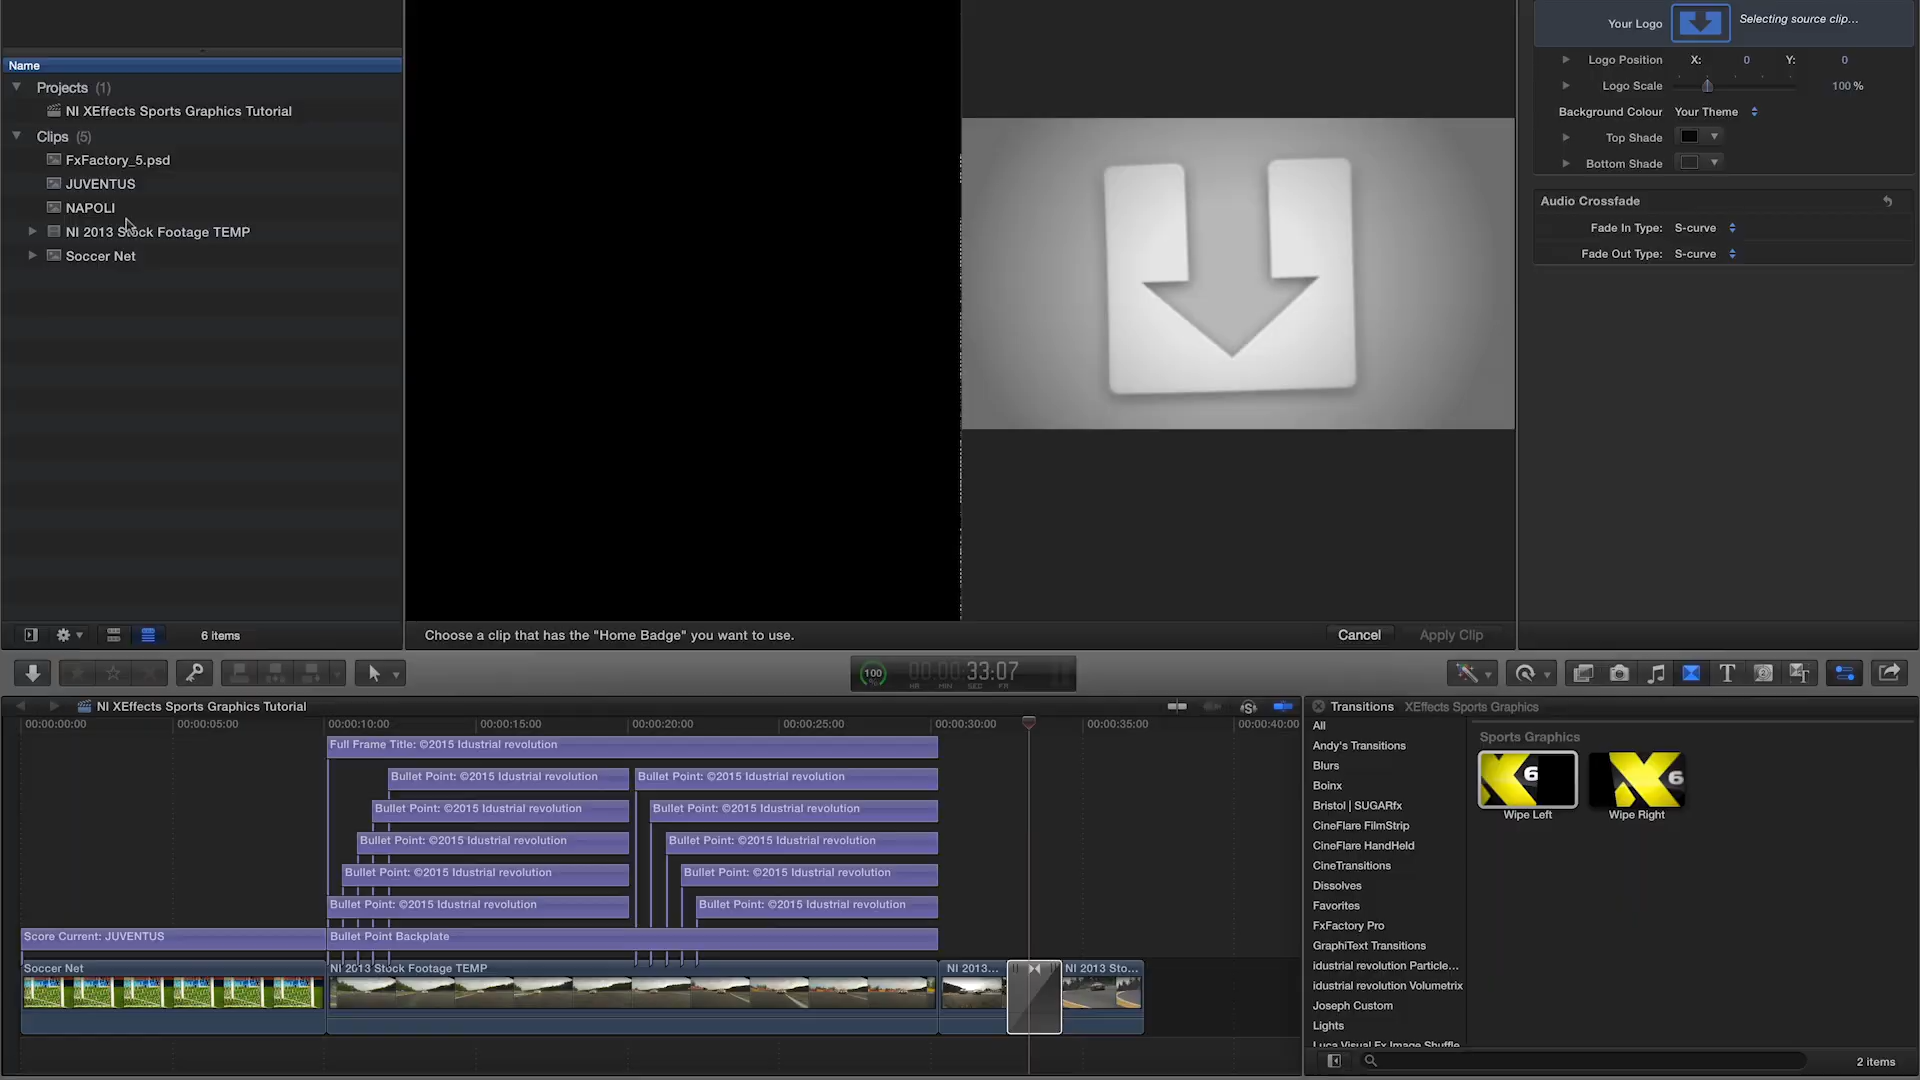 Your Logo
Selecting source clip...
Name
Logo Position X: 0 Y: 0
Projects (1)
Logo Scale 100 %
NI XEffects Sports Graphics Tutorial
Background Colour Your Theme
Clips (5)
Top Shade
FxFactory_5.psd
Bottom Shade
JUVENTUS
NAPOLI
Audio Crossfade
NI 2013 Stock Footage TEMP
Fade In Type: S-curve
Soccer Net
Fade Out Type: S-curve
6 items
Choose a clip that has the "Home Badge" you want to use.
Cancel
Apply Clip
100
%
00:00:33:07
HR MIN SEC FR
NI XEffects Sports Graphics Tutorial
Transitions XEffects Sports Graphics
00:00:00:00 00:00:05:00 00:00:10:00 00:00:15:00 00:00:20:00 00:00:25:00 00:00:30:00 00:00:35:00 00:00:40:00
All
Andy's Transitions
Blurs
Boinx
Bristol | SUGARfx
CineFlare FilmStrip
CineFlare HandHeld
CineTransitions
Dissolves
Favorites
FxFactory Pro
GraphiText Transitions
idustrial revolution Particle...
idustrial revolution Volumetrix
Joseph Custom
Lights
Luca Visual Fx Image Shuffle
Sports Graphics
X 6
X 6
Wipe Left
Wipe Right
Full Frame Title: ©2015 Idustrial revolution
Bullet Point: ©2015 Idustrial revolution
Bullet Point: ©2015 Idustrial revolution
Bullet Point: ©2015 Idustrial revolution
Bullet Point: ©2015 Idustrial revolution
Bullet Point: ©2015 Idustrial revolution
Bullet Point: ©2015 Idustrial revolution
Bullet Point: ©2015 Idustrial revolution
Bullet Point: ©2015 Idustrial revolution
Bullet Point: ©2015 Idustrial revolution
Bullet Point: ©2015 Idustrial revolution
Score Current: JUVENTUS
Bullet Point Backplate
Soccer Net
NI 2013 Stock Footage TEMP
NI 2013...
NI 2013 Sto...
2 items